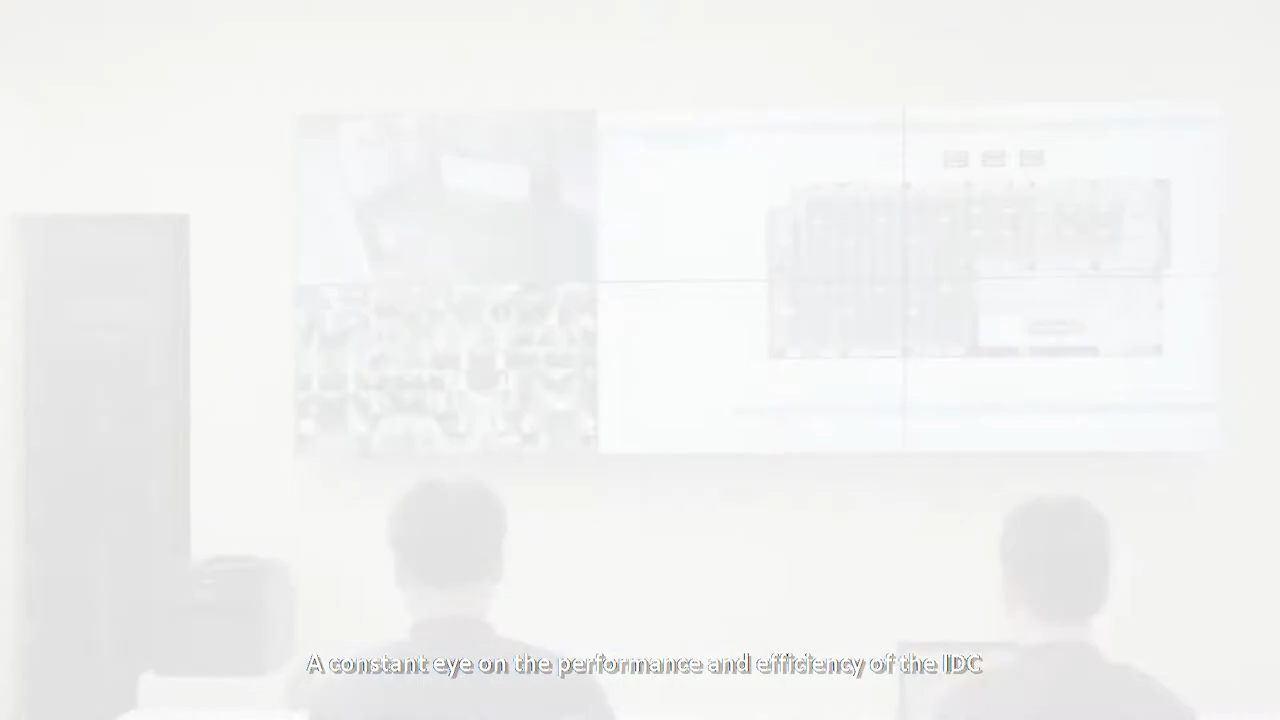 A constant eye on the performance and efficiency of the IDC